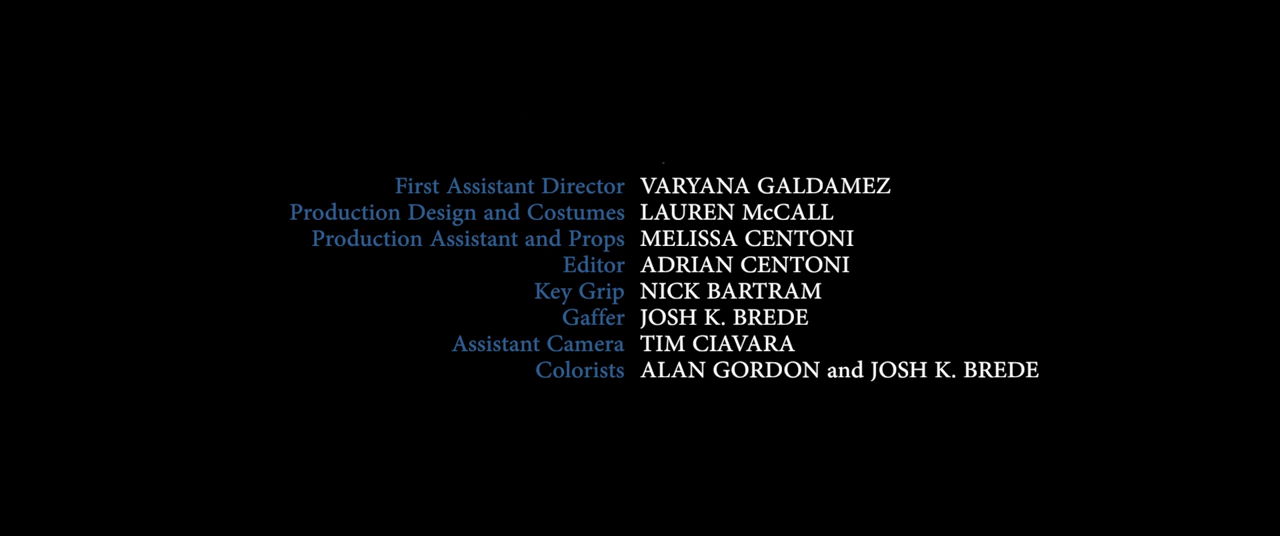 First Assistant Director VARYANA GALDAMEZ
Production Design and Costumes LAUREN McCALL
Production Assistant and Props MELISSA CENTONI
Editor ADRIAN CENTONI
Key Grip NICK BARTRAM
Gaffer JOSH K. BREDE
Assistant Camera TIM CIAVARA
Colorists ALAN GORDON and JOSH K. BREDE